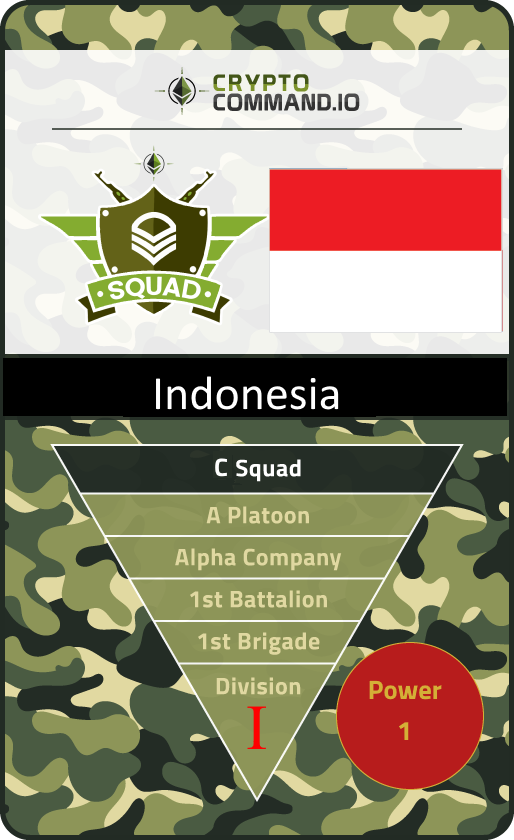 CRYPTO
COMMAND.IO
SQUAD
Indonesia
C Squad
A Platoon
Alpha Company
1st Battalion
1st Brigade
Division
I
Power
1